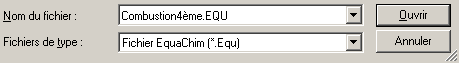 Nom du fichier : Combustion4ème.EQU Ouvrir
Fichiers de type : Fichier EquaChim (*.Equ) Annuler